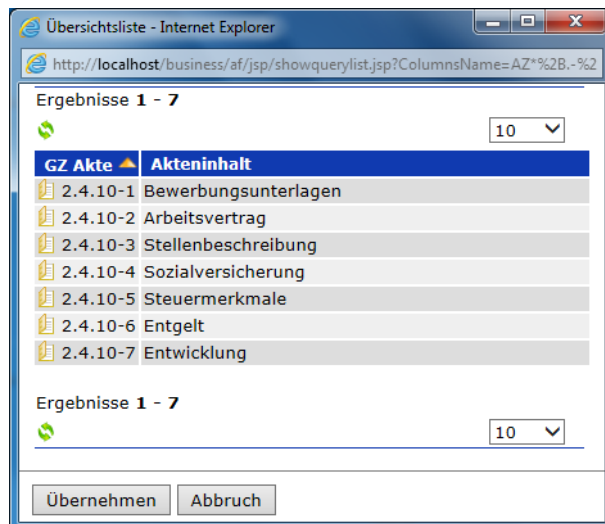 Übersichtsliste - Internet Explorer
http://localhost/business/af/jsp/showquerylist.jsp?ColumnsName=AZ*%2B.-%2
Ergebnisse 1 - 7
10
GZ Akte Akteninhalt
2.4.10-1 Bewerbungsunterlagen
2.4.10-2 Arbeitsvertrag
2.4.10-3 Stellenbeschreibung
2.4.10-4 Sozialversicherung
2.4.10-5 Steuermerkmale
2.4.10-6 Entgelt
2.4.10-7 Entwicklung
Ergebnisse 1 - 7
10
Übernehmen Abbruch